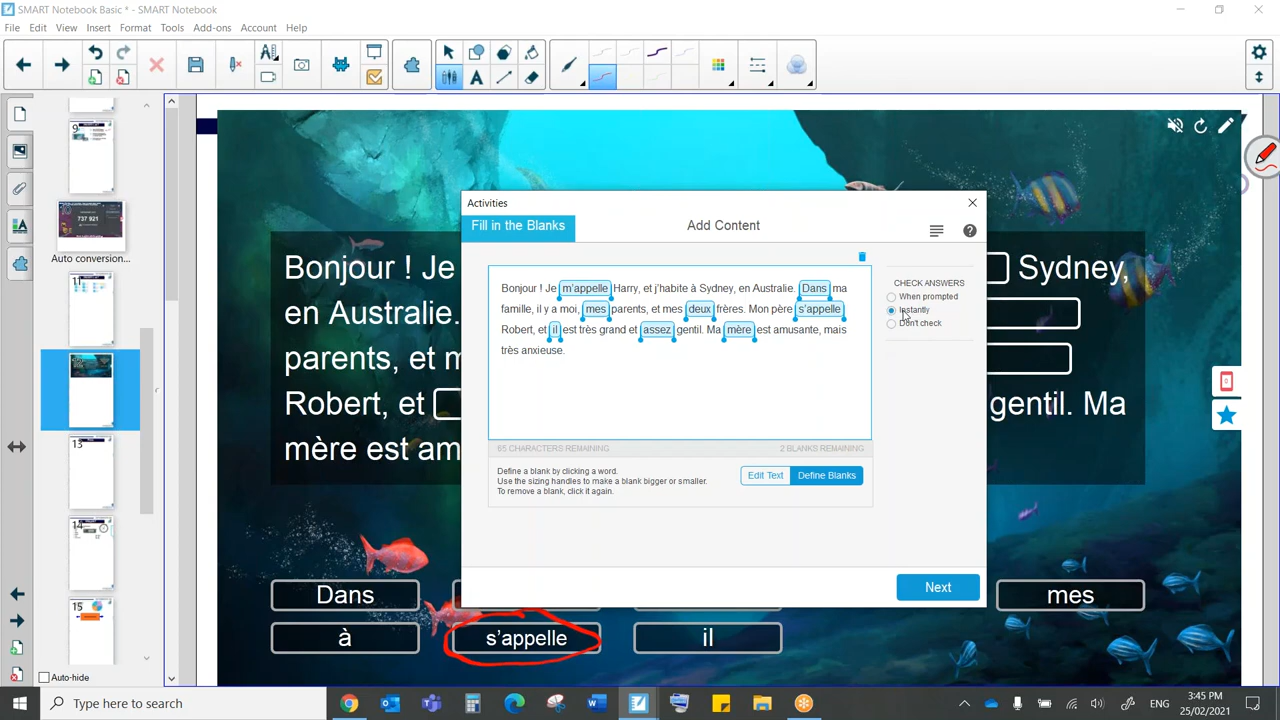 SMART Notebook Basic * - SMART Notebook
File Edit View Insert Format Tools Add-ons Account Help
9
737 921
Auto conversion...
11
13
14
15
Auto-hide
Bonjour ! Je
Sydney,
en Australie.
parents, et m
Robert, et
gentil. Ma
mère est am
Activities
Fill in the Blanks
Add Content
Bonjour ! Je m'appelle Harry, et j'habite à Sydney, en Australie. Dans ma
famille, il y a moi, mes parents, et mes deux frères. Mon père s'appelle
Robert, et il est très grand et assez gentil. Ma mère est amusante, mais
très anxieuse.
65 CHARACTERS REMAINING
2 BLANKS REMAINING
Define a blank by clicking a word.
Use the sizing handles to make a blank bigger or smaller.
To remove a blank, click it again.
Edit Text
Define Blanks
CHECK ANSWERS
When prompted
Instantly
Don't check
Next
Dans
mes
à
s'appelle
il
Type here to search
ENG
3:45 PM
25/02/2021